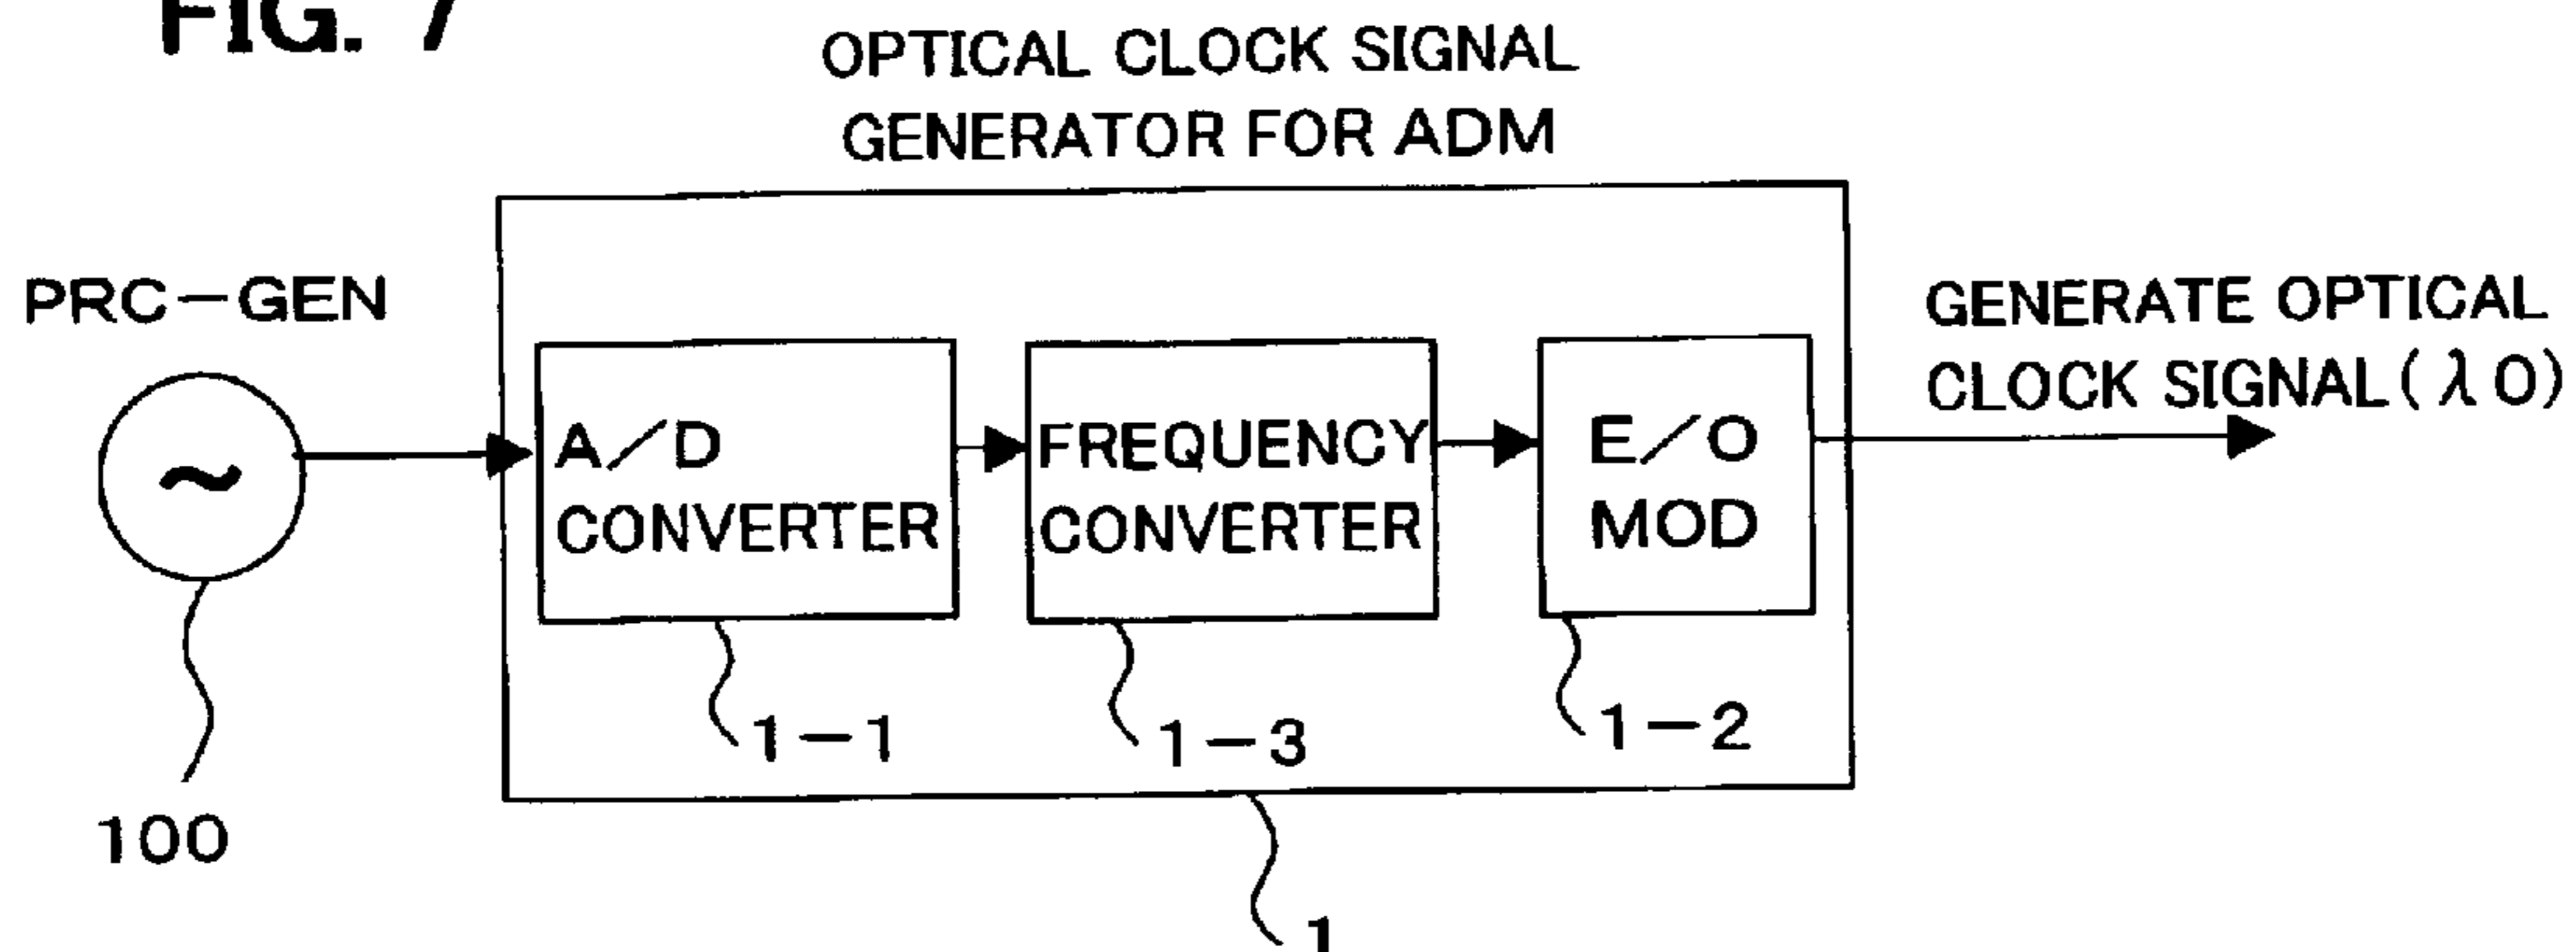 FIG. 7
OPTICAL CLOCK SIGNAL
GENERATOR FOR ADM
PRC-GEN
GENERATE OPTICAL
CLOCK SIGNAL(λ0)
A/D
CONVERTER
FREQUENCY
CONVERTER
E/O
MOD
1-1
1-3
1-2
100
1